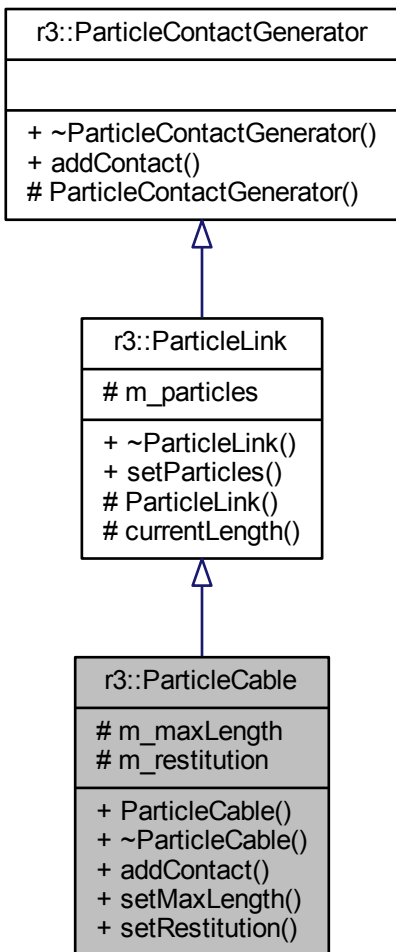 r3::ParticleContactGenerator
+ ~ParticleContactGenerator()
+ addContact()
# ParticleContactGenerator()
r3::ParticleLink
# m_particles
+ ~ParticleLink()
+ setParticles()
# ParticleLink()
# currentLength()
r3::ParticleCable
# m_maxLength
# m_restitution
+ ParticleCable()
+ ~ParticleCable()
+ addContact()
+ setMaxLength()
+ setRestitution()